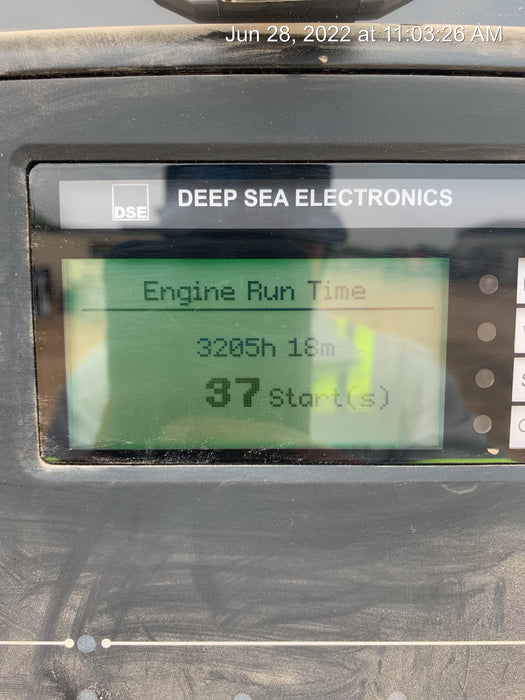 Jun 28, 2022 at 11:03:26 AM
DSE
DEEP SEA ELECTRONICS
Engine Run Time
3205h 18m
37 Start(s)